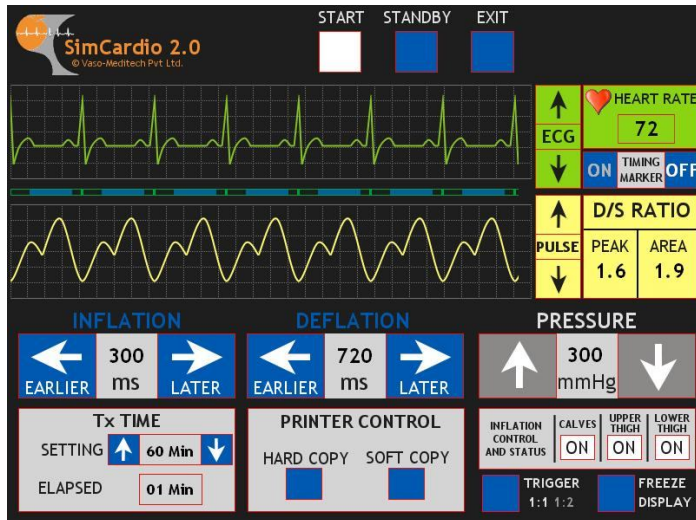 START STANDBY EXIT
SimCardio 2.0
© Vaso-Meditech Pvt Ltd.
HEART RATE
72
ECG
ON TIMING MARKER OFF
D/S RATIO
PULSE
PEAK AREA
1.6 1.9
INFLATION
EARLIER 300 ms LATER
DEFLATION
EARLIER 720 ms LATER
PRESSURE
300 mmHg
Tx TIME
SETTING 60 Min
ELAPSED 01 Min
PRINTER CONTROL
HARD COPY SOFT COPY
INFLATION
CONTROL
AND STATUS
CALVES
ON
UPPER
THIGH
ON
LOWER
THIGH
ON
TRIGGER
1:1 1:2
FREEZE
DISPLAY